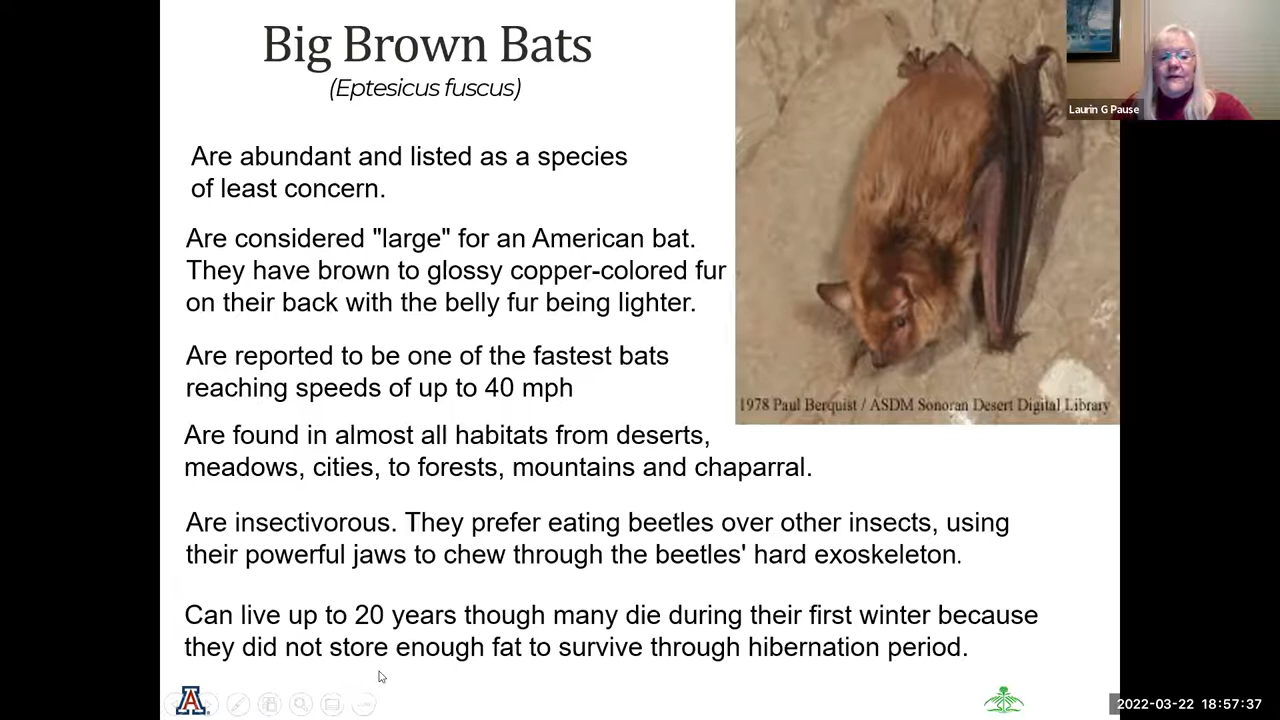 Big Brown Bats
(Eptesicus fuscus)
Laurin G Pause
Are abundant and listed as a species
of least concern.
Are considered "large" for an American bat.
They have brown to glossy copper-colored fur
on their back with the belly fur being lighter.
Are reported to be one of the fastest bats
reaching speeds of up to 40 mph
1978 Paul Berquist / ASDM Sonoran Desert Digital Library
Are found in almost all habitats from deserts,
meadows, cities, to forests, mountains and chaparral.
Are insectivorous. They prefer eating beetles over other insects, using
their powerful jaws to chew through the beetles' hard exoskeleton.
Can live up to 20 years though many die during their first winter because
they did not store enough fat to survive through hibernation period.
A
2022-03-22 18:57:37